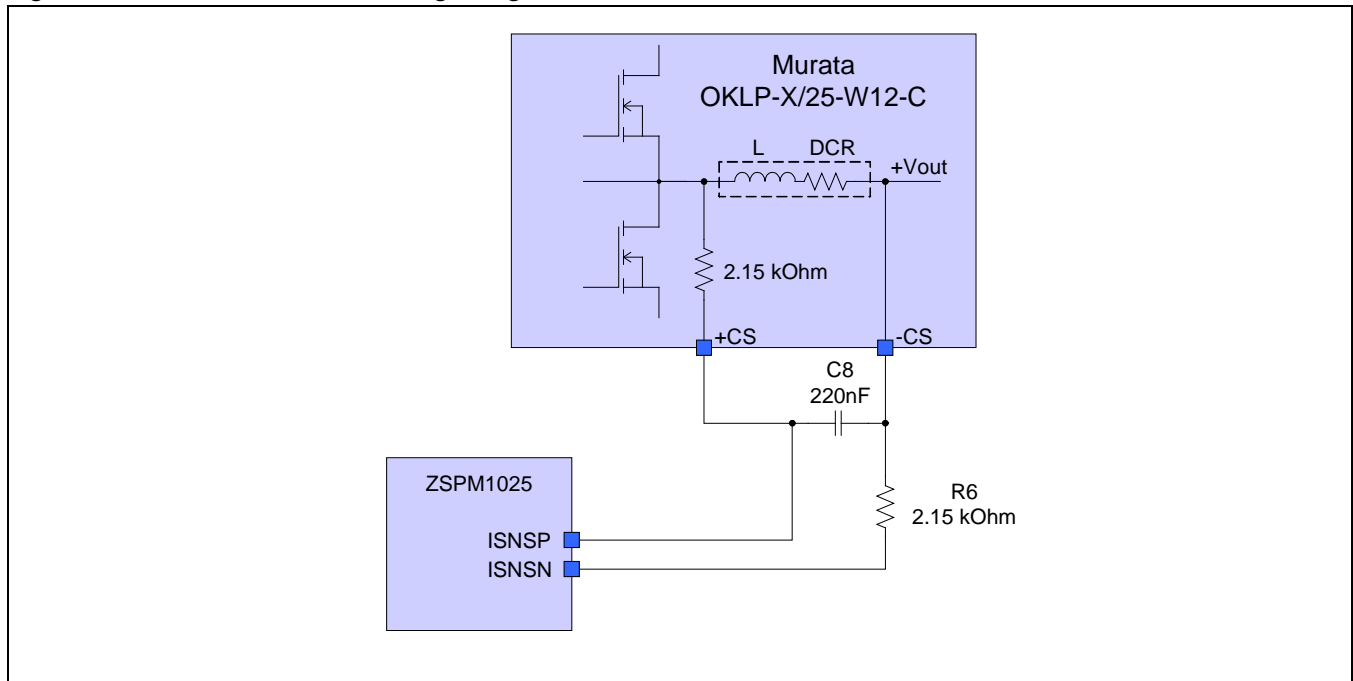 Murata
OKLP-X/25-W12-C
L DCR
+Vout
2.15 kOhm
+CS
-CS
C8
220nF
ZSPM1025
R6
2.15 kOhm
ISNSP
ISNSN